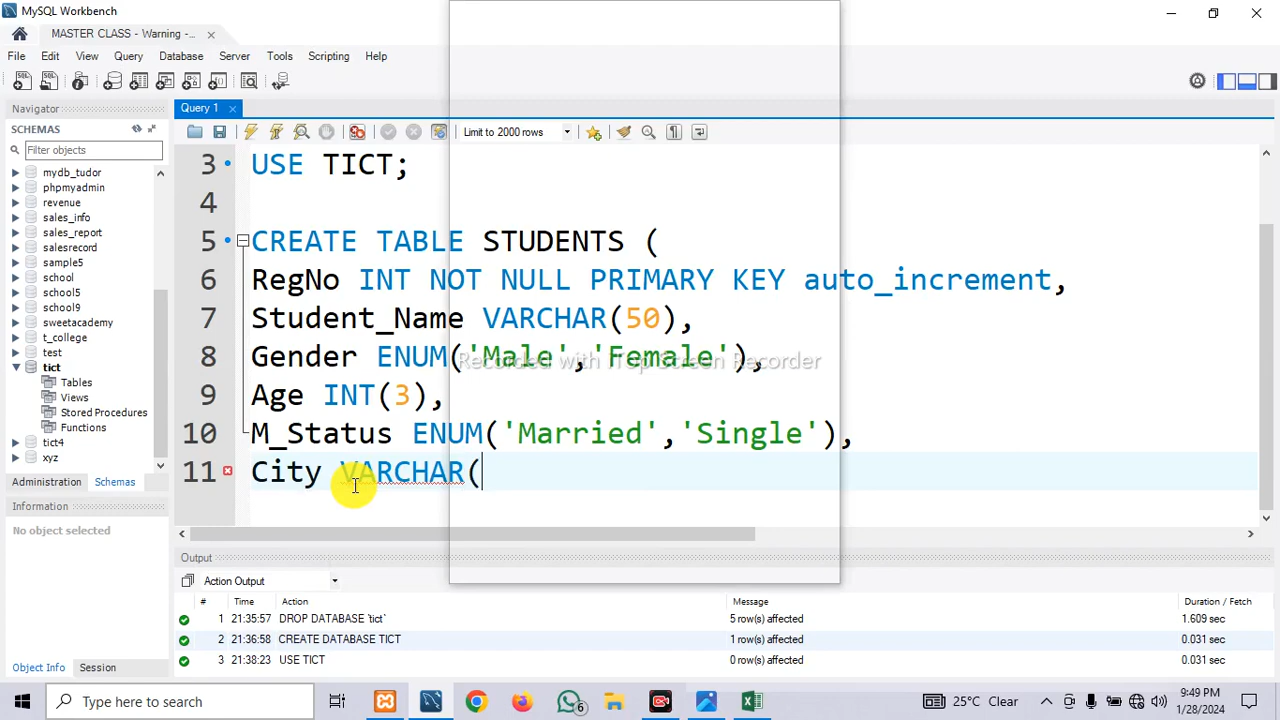 MySQL Workbench
MASTER CLASS - Warning -...
File Edit View Query Database Server Tools Scripting Help
Navigator
Query 1
SCHEMAS
Limit to 2000 rows
Filter objects
mydb_tudor
phpmyadmin
revenue
sales_info
sales_report
salesrecord
sample5
school
school5
school9
sweetacademy
t_college
test
tict
Tables
Views
Stored Procedures
Functions
tict4
xyz
3 USE TICT;
4
5 CREATE TABLE STUDENTS (
6 RegNo INT NOT NULL PRIMARY KEY auto_increment,
7 Student_Name VARCHAR(50),
8 Gender ENUM('Male','Female'),
Recorded with iTop Screen Recorder
9 Age INT(3),
10 M_Status ENUM('Married','Single'),
11 City VARCHAR(
Administration Schemas
Information
No object selected
Object Info Session
Output
Action Output
# Time Action Message Duration / Fetch
1 21:35:57 DROP DATABASE `tict` 5 row(s) affected 1.609 sec
2 21:36:58 CREATE DATABASE TICT 1 row(s) affected 0.031 sec
3 21:38:23 USE TICT 0 row(s) affected 0.031 sec
Type here to search
6
25°C Clear
9:49 PM
1/28/2024